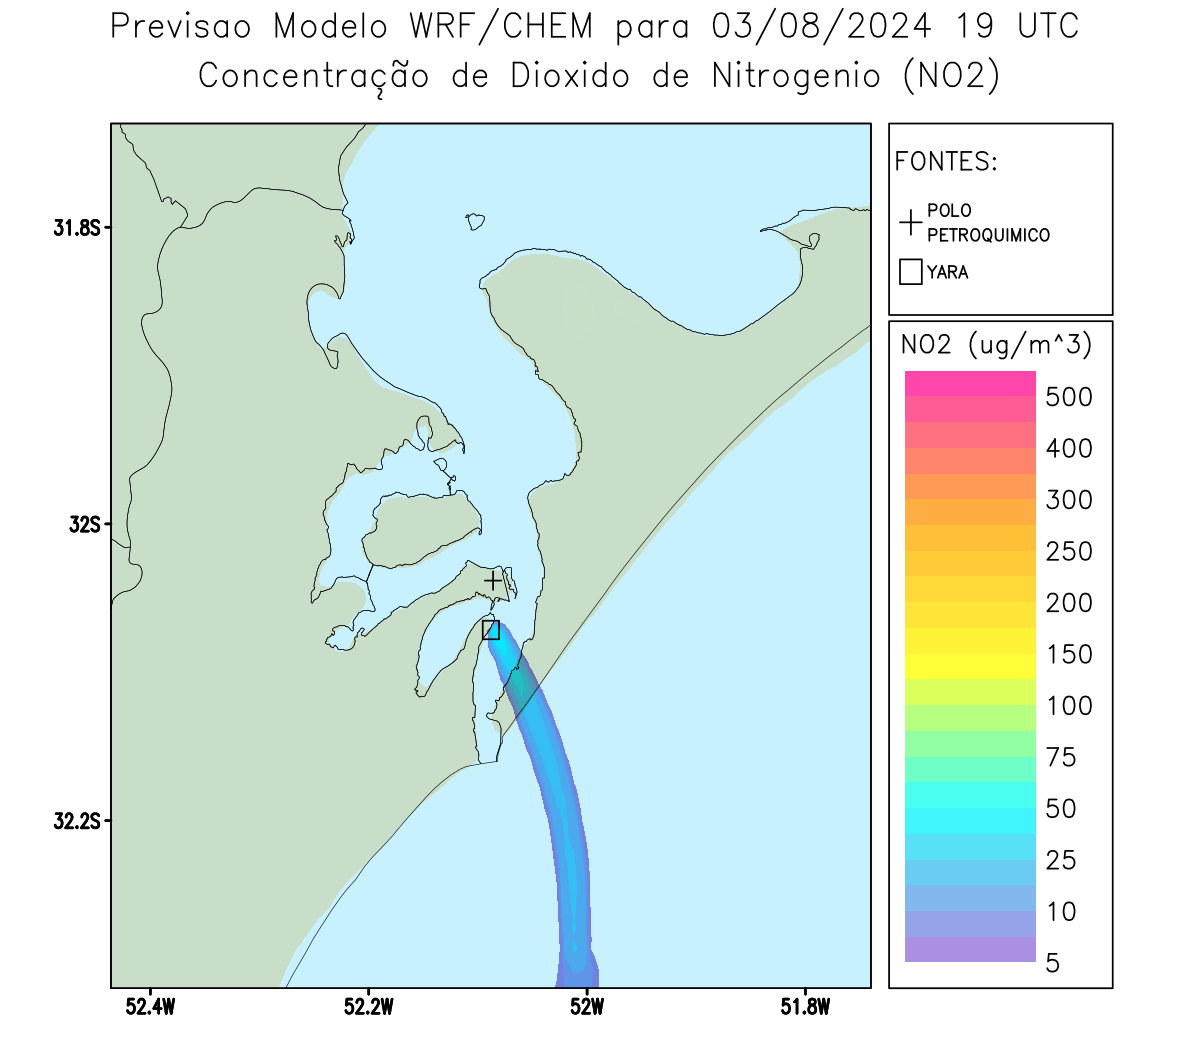 Previsao Modelo WRF/CHEM para 03/08/2024 19 UTC
Concentração de Dioxido de Nitrogenio (NO2)
FONTES:
POLO
PETROQUIMICO
YARA
31.8S
32S
32.2S
52.4W
52.2W
52W
51.8W
NO2 (ug/m^3)
500
400
300
250
200
150
100
75
50
25
10
5